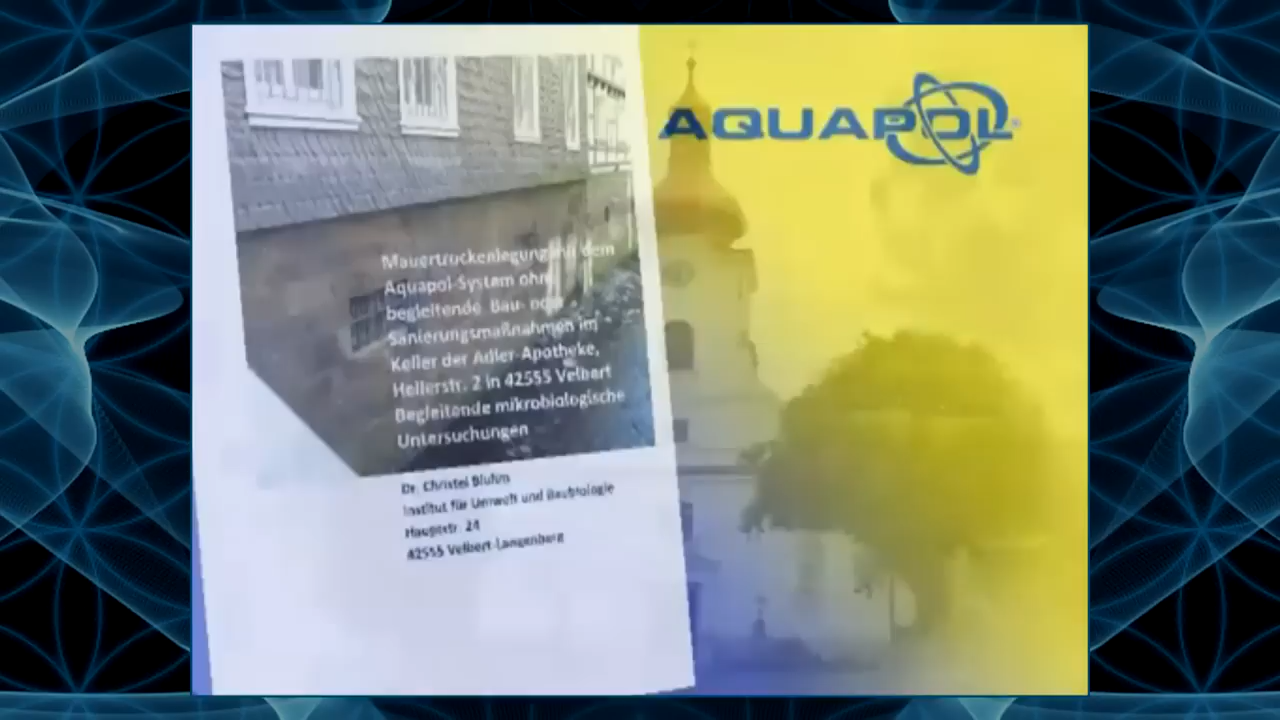 Mauertrockenlegung mit dem
Aquapol-System ohne
begleitende Bau- oder
Sanierungsmaßnahmen im
Keller der Adler-Apotheke,
Hellerstr. 2 in 42555 Velbert
Begleitende mikrobiologische
Untersuchungen
Dr. Christel Bluhm
Institut für Umwelt und Baubiologie
Hauptstr. 24
42555 Velbert-Langenberg
AQUAPOL